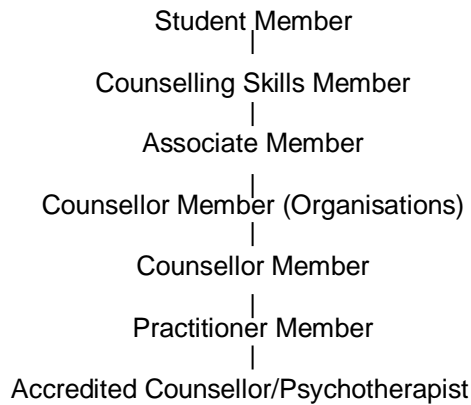 Student Member
Counselling Skills Member
Associate Member
Counsellor Member (Organisations)
Counsellor Member
Practitioner Member
Accredited Counsellor/Psychotherapist